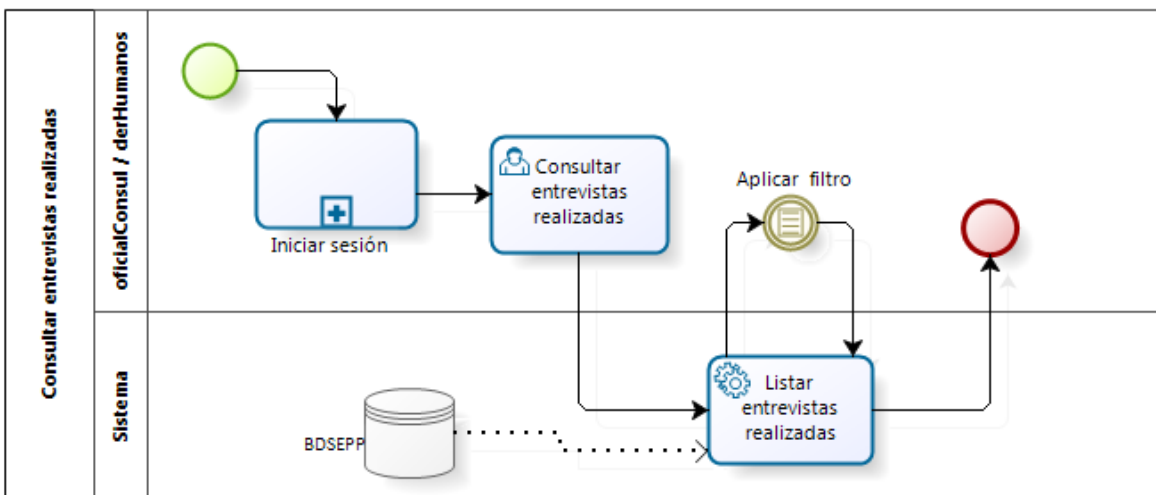 Consultar entrevistas realizadas
oficialConsul / derHumanos
Iniciar sesión
Consultar
entrevistas
realizadas
Aplicar filtro
Sistema
BDSEPP
Listar
entrevistas
realizadas